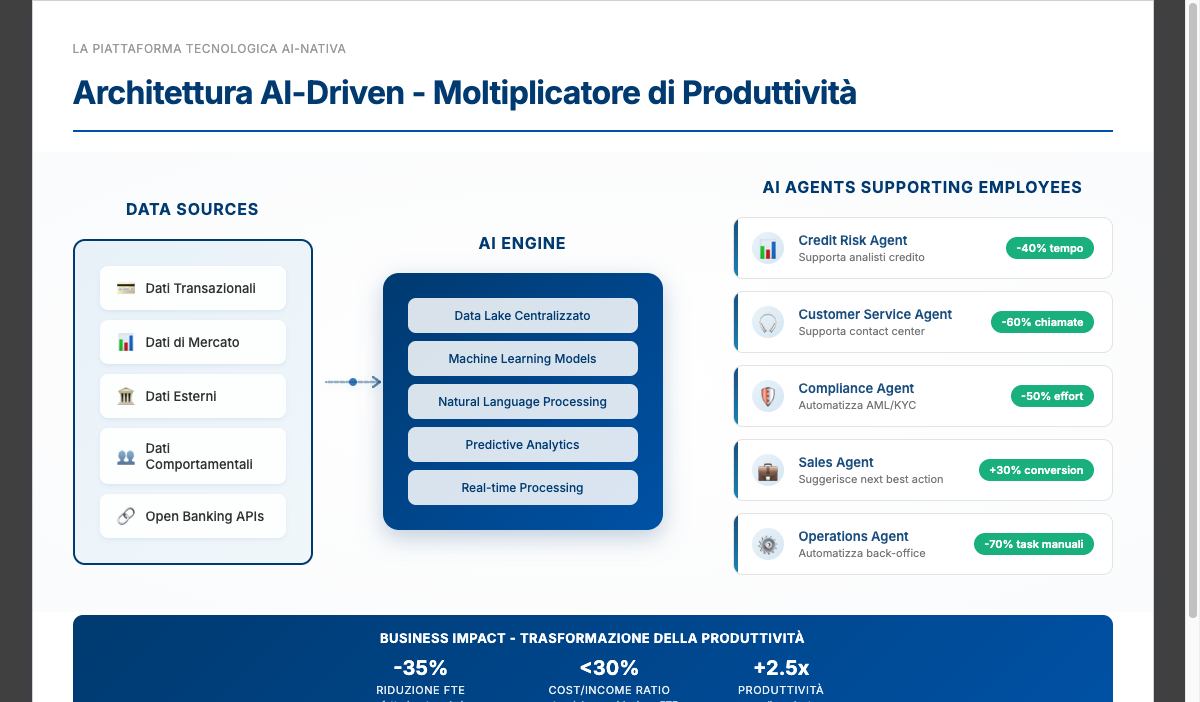 LA PIATTAFORMA TECNOLOGICA AI-NATIVA
Architettura AI-Driven - Moltiplicatore di Produttività
DATA SOURCES
Dati Transazionali
Dati di Mercato
Dati Esterni
Dati
Comportamentali
Open Banking APIs
AI ENGINE
Data Lake Centralizzato
Machine Learning Models
Natural Language Processing
Predictive Analytics
Real-time Processing
AI AGENTS SUPPORTING EMPLOYEES
Credit Risk Agent
Supporta analisti credito
-40% tempo
Customer Service Agent
Supporta contact center
-60% chiamate
Compliance Agent
Automatizza AML/KYC
-50% effort
Sales Agent
Suggerisce next best action
+30% conversion
Operations Agent
Automatizza back-office
-70% task manuali
BUSINESS IMPACT - TRASFORMAZIONE DELLA PRODUTTIVITÀ
-35%
RIDUZIONE FTE
<30%
COST/INCOME RATIO
+2.5x
PRODUTTIVITÀ